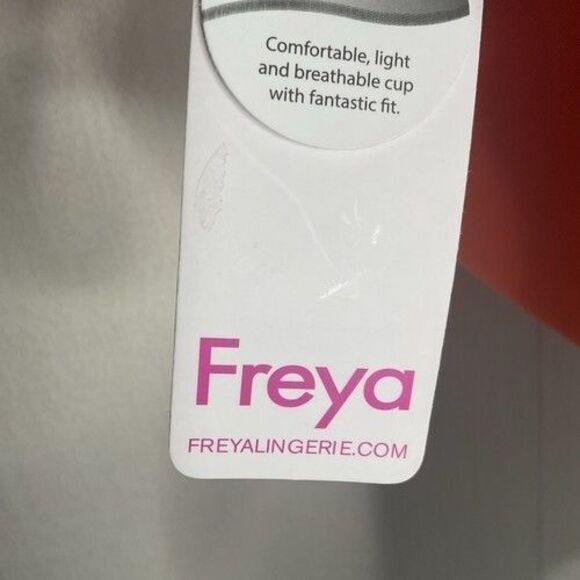 Comfortable, light
and breathable cup
with fantastic fit.
Freya
FREYALINGERIE.COM